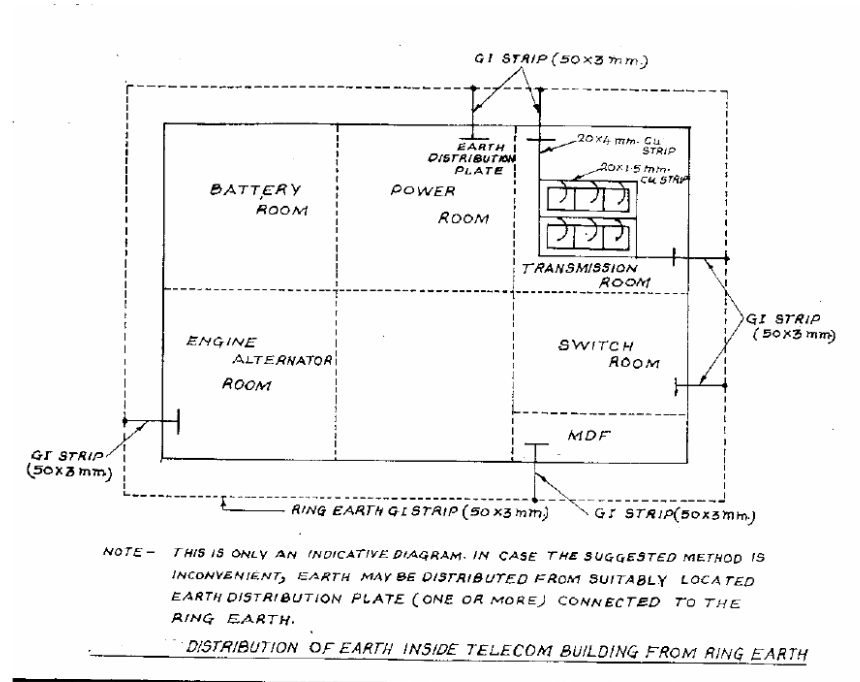 GI STRIP (50×3 mm.)
20×4 mm. Cu
STRIP
EARTH
DISTRIBUTION
PLATE
20×1.5 mm.
Cu STRIP
BATTERY
ROOM
POWER
ROOM
TRANSMISSION
ROOM
GI STRIP
(50×3 mm)
ENGINE
ALTERNATOR
ROOM
SWITCH
ROOM
MDF
GI STRIP
(50×3 mm.)
RING EARTH GI STRIP (50×3 mm)
GI STRIP (50×3 mm.)
NOTE - THIS IS ONLY AN INDICATIVE DIAGRAM. IN CASE THE SUGGESTED METHOD IS
INCONVENIENT, EARTH MAY BE DISTRIBUTED FROM SUITABLY LOCATED
EARTH DISTRIBUTION PLATE (ONE OR MORE) CONNECTED TO THE
RING EARTH.
DISTRIBUTION OF EARTH INSIDE TELECOM BUILDING FROM RING EARTH